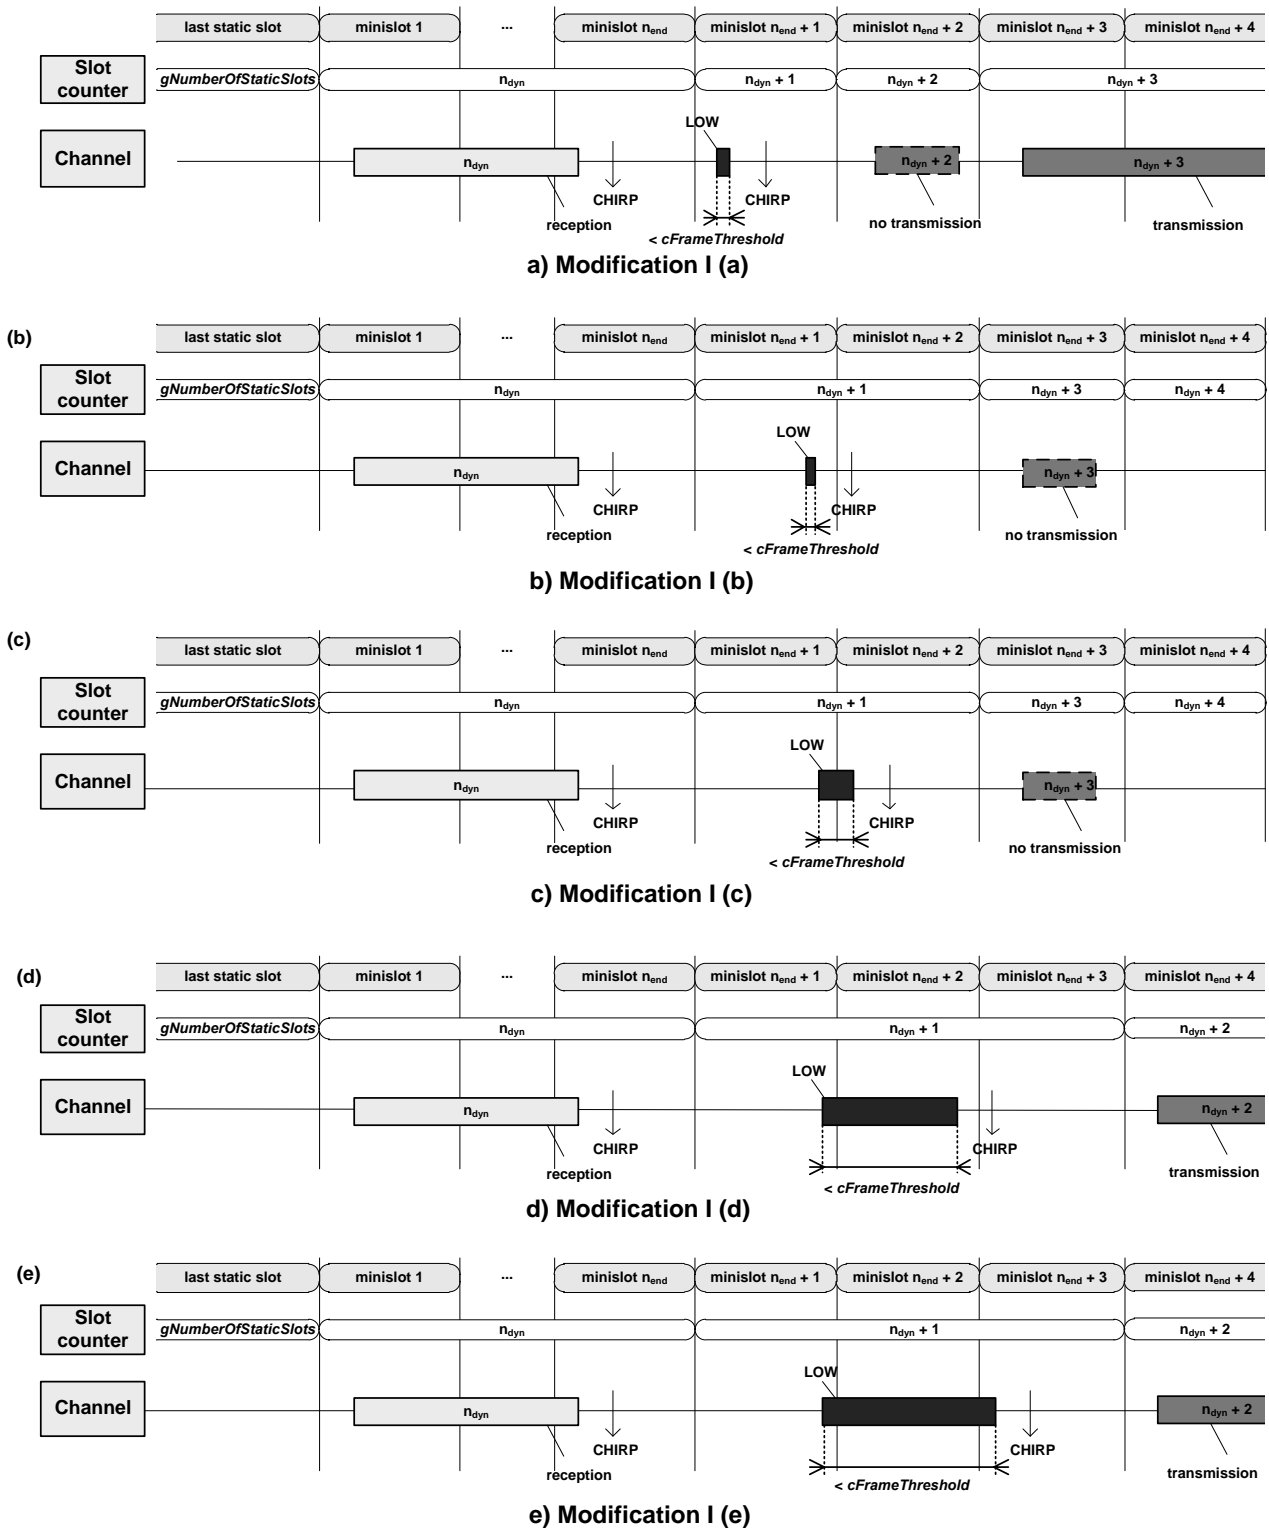 last static slot minislot 1 ... minislot nend minislot nend + 1 minislot nend + 2 minislot nend + 3 minislot nend + 4
Slot counter gNumberOfStaticSlots ndyn ndyn + 1 ndyn + 2 ndyn + 3
LOW
Channel ndyn ndyn + 2 ndyn + 3
CHIRP CHIRP
reception no transmission transmission
< cFrameThreshold
a) Modification I (a)
(b) last static slot minislot 1 ... minislot nend minislot nend + 1 minislot nend + 2 minislot nend + 3 minislot nend + 4
Slot counter gNumberOfStaticSlots ndyn ndyn + 1 ndyn + 3 ndyn + 4
LOW
Channel ndyn ndyn + 3
CHIRP CHIRP
reception no transmission
< cFrameThreshold
b) Modification I (b)
(c) last static slot minislot 1 ... minislot nend minislot nend + 1 minislot nend + 2 minislot nend + 3 minislot nend + 4
Slot counter gNumberOfStaticSlots ndyn ndyn + 1 ndyn + 3 ndyn + 4
LOW
Channel ndyn ndyn + 3
CHIRP CHIRP
reception no transmission
< cFrameThreshold
c) Modification I (c)
(d) last static slot minislot 1 ... minislot nend minislot nend + 1 minislot nend + 2 minislot nend + 3 minislot nend + 4
Slot counter gNumberOfStaticSlots ndyn ndyn + 1 ndyn + 2
LOW
Channel ndyn ndyn + 2
CHIRP CHIRP
reception transmission
< cFrameThreshold
d) Modification I (d)
(e) last static slot minislot 1 ... minislot nend minislot nend + 1 minislot nend + 2 minislot nend + 3 minislot nend + 4
Slot counter gNumberOfStaticSlots ndyn ndyn + 1 ndyn + 2
LOW
Channel ndyn ndyn + 2
CHIRP CHIRP
reception transmission
< cFrameThreshold
e) Modification I (e)